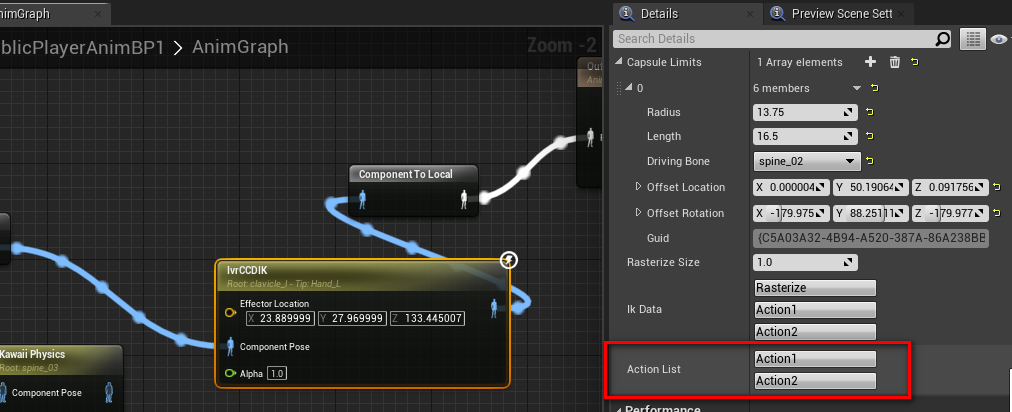 nimGraph
Details
Preview Scene Sett
blicPlayerAnimBP1 > AnimGraph
Zoom -2
Search Details
Capsule Limits
1 Array elements
0
6 members
Radius
13.75
Length
16.5
Driving Bone
spine_02
Offset Location
X 0.000004
Y 50.19064
Z 0.091756
Offset Rotation
X -179.975
Y 88.25111
Z -179.977
Guid
{C5A03A32-4B94-A520-387A-86A238BB
Rasterize Size
1.0
Ik Data
Rasterize
Action1
Action2
Action List
Action1
Action2
Performance
Out
Component To Local
IvrCCDIK
Root: clavicle_l - Tip: Hand_L
Effector Location
X 23.889999 Y 27.969999 Z 133.445007
Component Pose
Alpha 1.0
Kawaii Physics
Root: spine_03
Component Pose